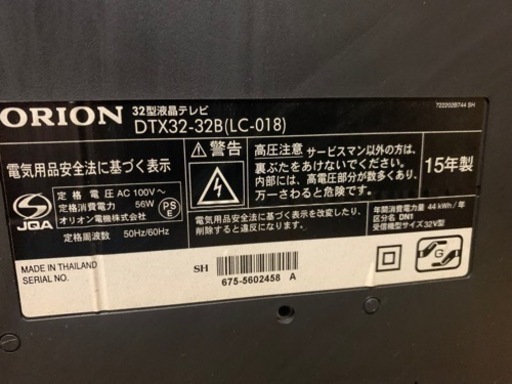 ORION
32型液晶テレビ
DTX32-32B(LC-018)
722202B744 SH
電気用品安全法に基づく表示
定格電圧 AC 100V~
定格消費電力 56W
オリオン電機株式会社
定格周波数 50Hz/60Hz
JQA
PS
E
警告
高圧注意 サービスマン以外の方は、
裏ぶたをあけないでください。
内部には、高電圧部分が数多くあり、
万一さわると危険です。
電気用品安全法に基づく表示を改変したり、
削除すると違反になります。
15年製
年間消費電力量 44 kWh/年
区分名 DN1
受信機型サイズ 32V型
G
MADE IN THAILAND
SERIAL NO.
SH
675-5602458 A